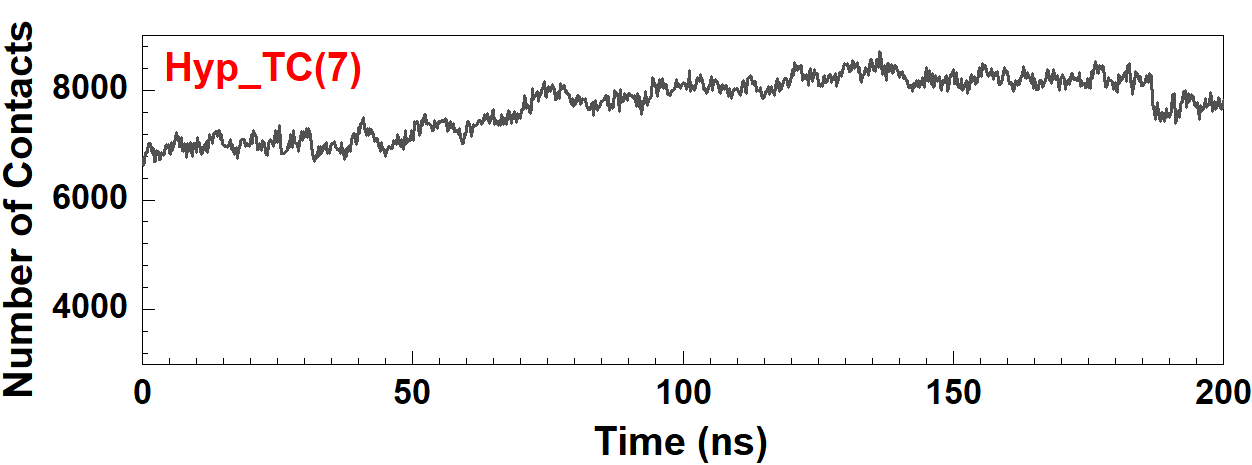 Hyp_TC(7)
Number of Contacts
8000
6000
4000
0 50 100 150 200
Time (ns)